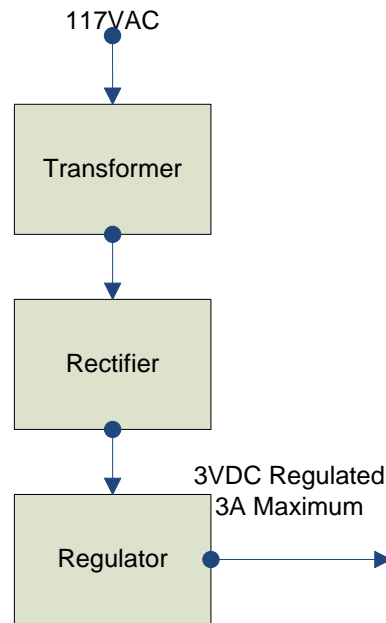 117VAC
Transformer
Rectifier
3VDC Regulated
3A Maximum
Regulator